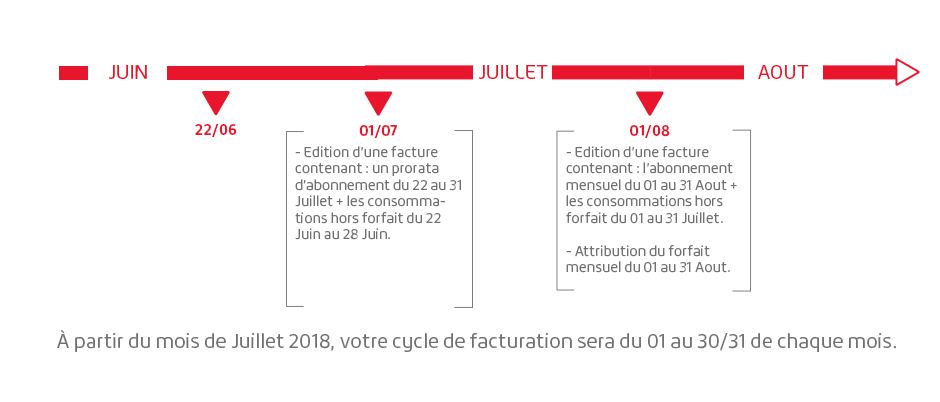 JUIN
JUILLET
AOUT
22/06
01/07
- Edition d'une facture
contenant : un prorata
d'abonnement du 22 au 31
Juillet + les consomma-
tions hors forfait du 22
Juin au 28 Juin.
01/08
- Edition d'une facture
contenant : l'abonnement
mensuel du 01 au 31 Aout +
les consommations hors
forfait du 01 au 31 Juillet.
- Attribution du forfait
mensuel du 01 au 31 Aout.
À partir du mois de Juillet 2018, votre cycle de facturation sera du 01 au 30/31 de chaque mois.